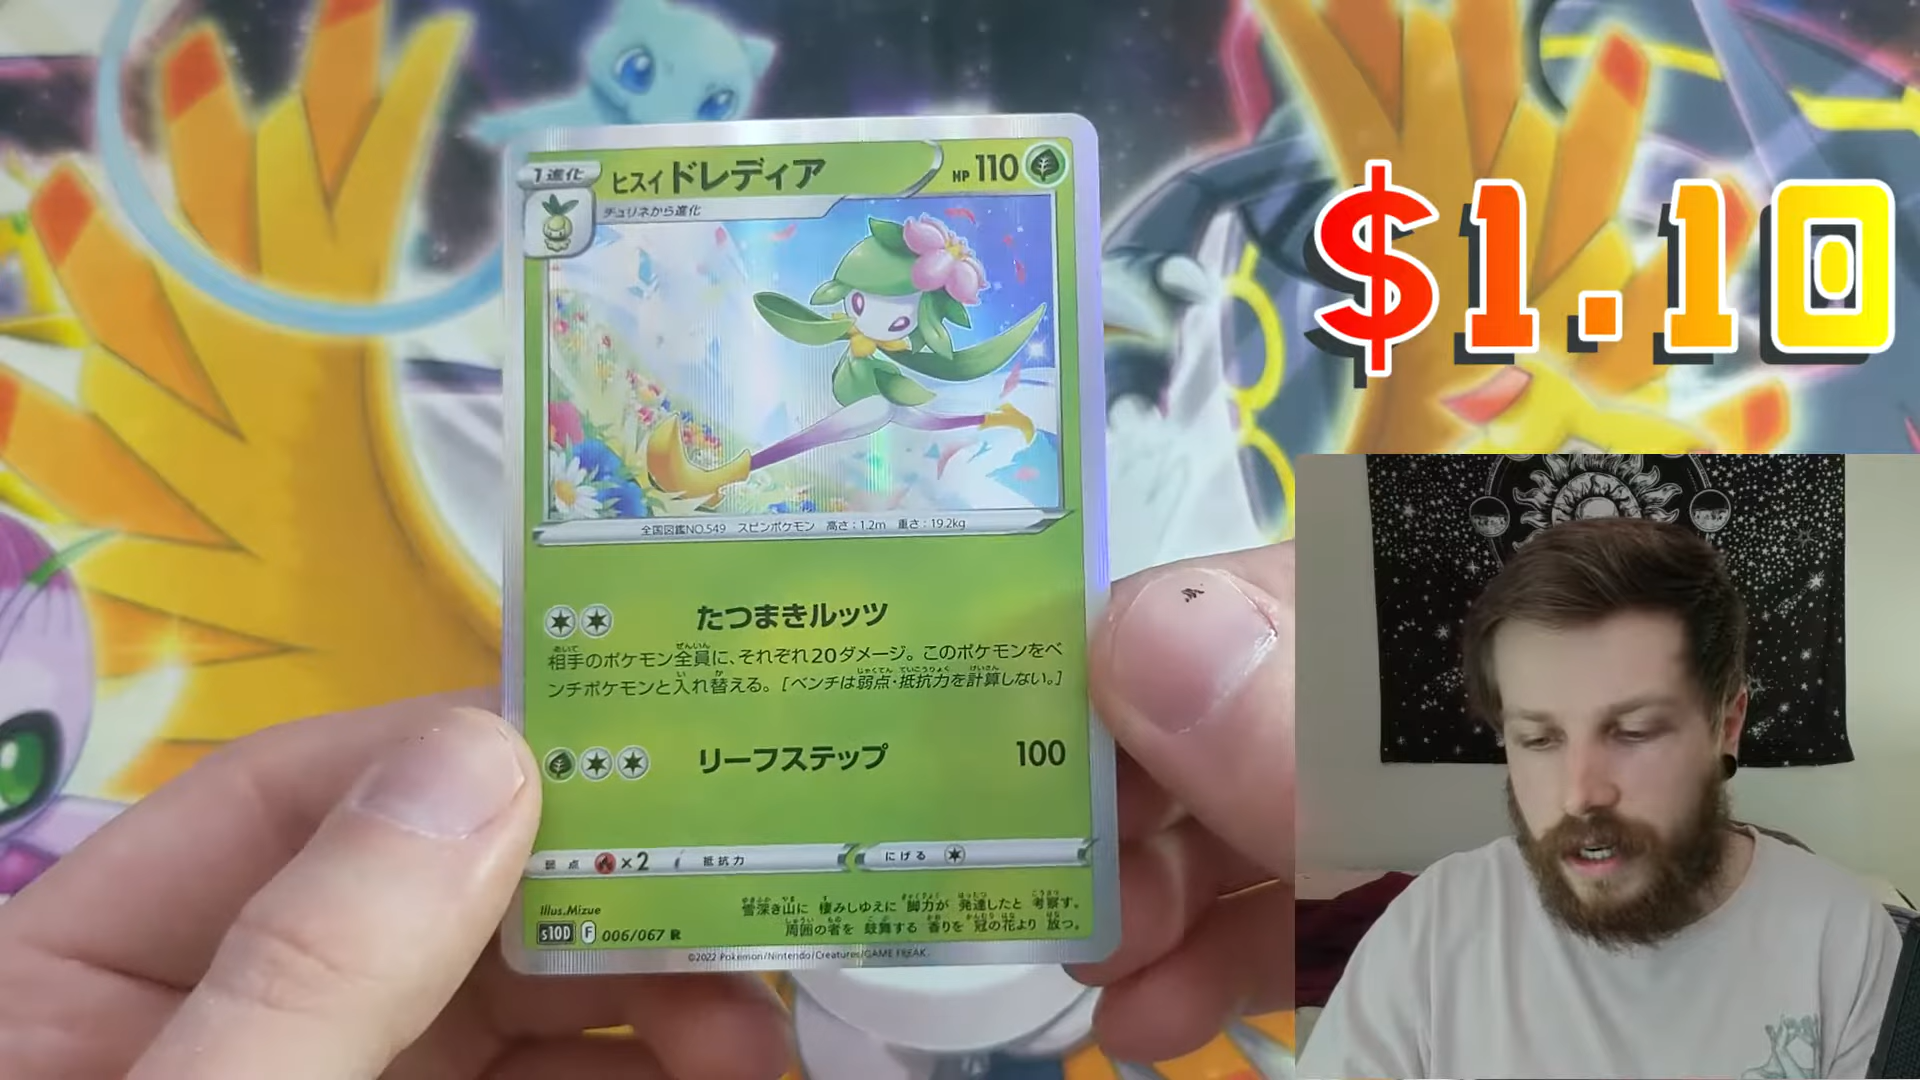 1進化
ヒスイドレディア
HP 110
チュリネから進化
$1.10
全国図鑑NO.549 スピンポケモン 高さ:1.2m 重さ:19.2kg
たつまきルッツ
相手のポケモン全員に、それぞれ20ダメージ。このポケモンをベ
ンチポケモンと入れ替える。[ベンチは弱点・抵抗力を計算しない。]
リーフステップ 100
弱点 ×2 抵抗力 にげる
Illus.Mizue
雪深き山に 棲みしゆえに 脚力が 発達したと 考察す。
周囲の者を 鼓舞する 香りを 冠の花より 放つ。
s10D F 006/067 R
©2022 Pokémon/Nintendo/Creatures/GAME FREAK.